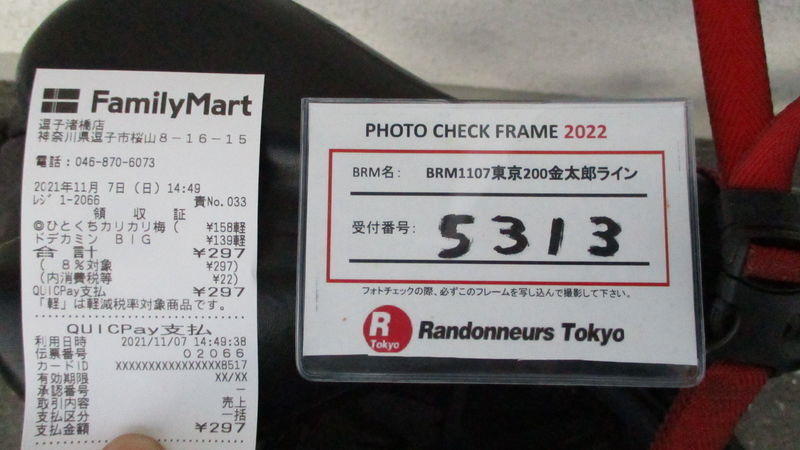 FamilyMart
逗子渚橋店
神奈川県逗子市桜山8-16-15
電話:046-870-6073
2021年11月 7日(日)14:49
ﾚｼﾞ 1-2066 責No.033
領 収 証
◎ひとくちカリカリ梅( ¥158軽
ドデカミン BIG ¥139軽
合 計 ¥297
( 8%対象 ¥297)
(内消費税等 ¥22)
QUICPay支払 ¥297
「軽」は軽減税率対象商品です。
QUICPay支払
利用日時 2021/11/07 14:49:38
伝票番号 02066
カードID XXXXXXXXXXXXXXXX8517
有効期限 XX/XX
承認番号 -
取引内容 売上
支払区分 一括
支払金額 ¥297
PHOTO CHECK FRAME 2022
BRM名: BRM1107東京200金太郎ライン
受付番号: 5313
フォトチェックの際、必ずこのフレームを写し込んで撮影して下さい。
R Tokyo Randonneurs Tokyo